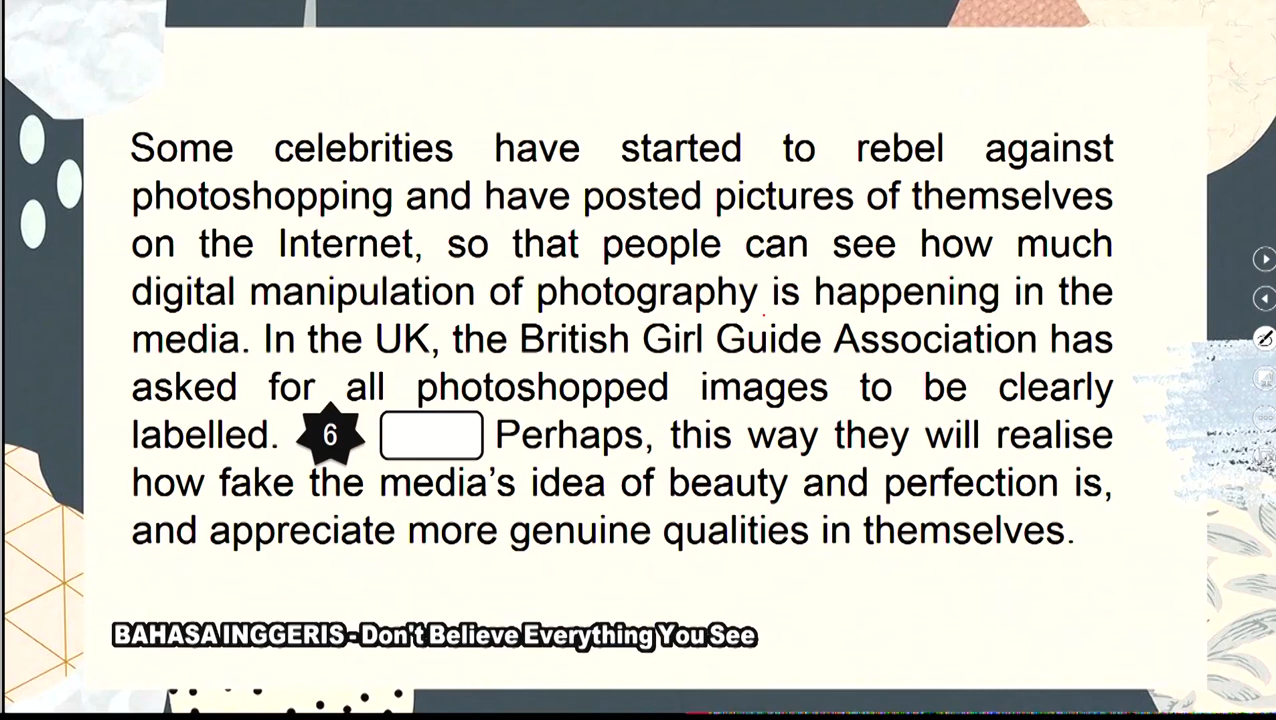 Some celebrities have started to rebel against
photoshopping and have posted pictures of themselves
on the Internet, so that people can see how much
digital manipulation of photography is happening in the
media. In the UK, the British Girl Guide Association has
asked for all photoshopped images to be clearly
labelled. 6 Perhaps, this way they will realise
how fake the media's idea of beauty and perfection is,
and appreciate more genuine qualities in themselves.
BAHASA INGGERIS - Don't Believe Everything You See